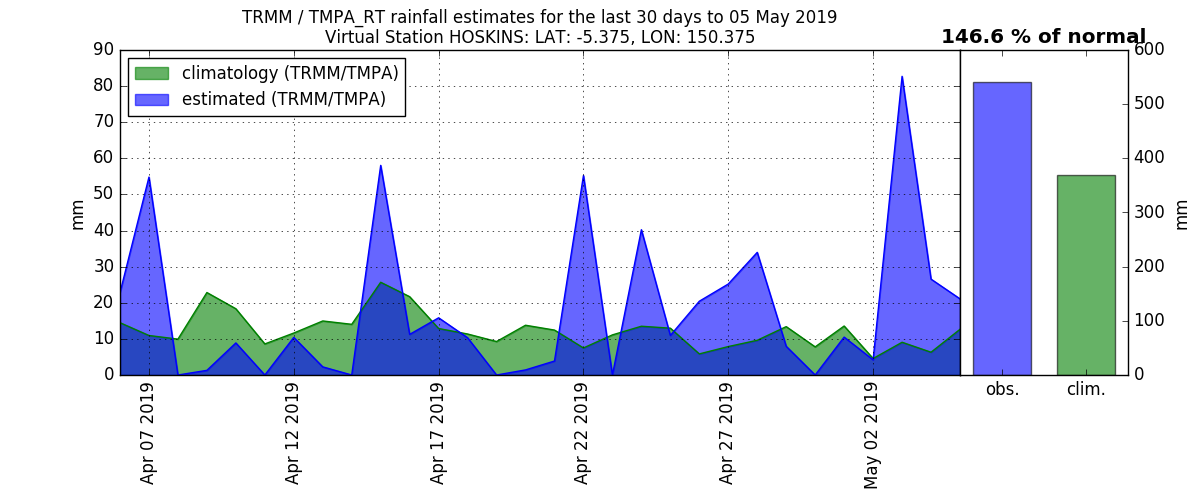 TRMM / TMPA_RT rainfall estimates for the last 30 days to 05 May 2019
Virtual Station HOSKINS: LAT: -5.375, LON: 150.375
146.6 % of normal
climatology (TRMM/TMPA)
estimated (TRMM/TMPA)
90
80
70
60
50
40
30
20
10
0
mm
Apr 07 2019
Apr 12 2019
Apr 17 2019
Apr 22 2019
Apr 27 2019
May 02 2019
600
500
400
300
200
100
0
mm
obs.
clim.